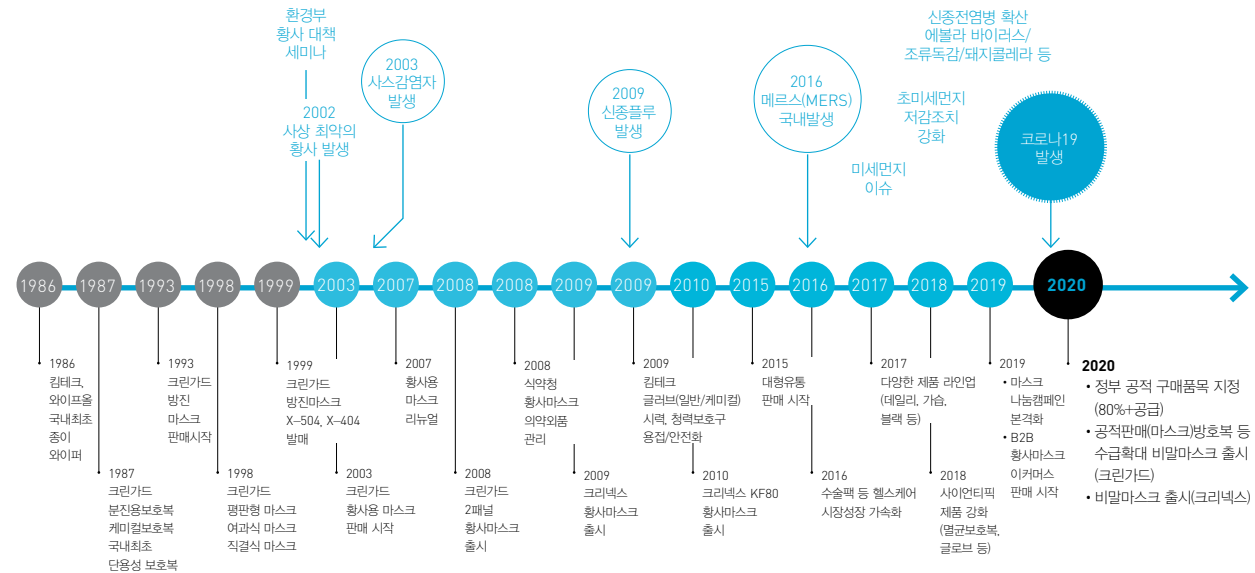 환경부
황사 대책
세미나
2002
사상 최악의
황사 발생
2003
사스감염자
발생
2009
신종플루
발생
2016
메르스(MERS)
국내발생
미세먼지
이슈
초미세먼지
저감조치
강화
신종전염병 확산
에볼라 바이러스/
조류독감/돼지콜레라 등
코로나19
발생
1986
1987
1993
1998
1999
2003
2007
2008
2008
2009
2009
2010
2015
2016
2017
2018
2019
2020
1986
킴테크,
와이프올
국내최초
종이
와이퍼
1987
크린가드
분진용보호복
케미컬보호복
국내최초
단용성 보호복
1993
크린가드
방진
마스크
판매시작
1998
크린가드
평판형 마스크
여과식 마스크
직결식 마스크
1999
크린가드
방진마스크
X-504, X-404
발매
2003
크린가드
황사용 마스크
판매 시작
2007
황사용
마스크
리뉴얼
2008
크린가드
2패널
황사마스크
출시
2008
식약청
황사마스크
의약외품
관리
2009
크리넥스
황사마스크
출시
2009
킴테크
글러브(일반/케미컬)
시력, 청력보호구
용접/안전화
2010
크리넥스 KF80
황사마스크
출시
2015
대형유통
판매 시작
2016
수술팩 등 헬스케어
시장성장 가속화
2017
다양한 제품 라인업
(데일리, 가습,
블랙 등)
2018
사이언티픽
제품 강화
(멸균보호복,
글로브 등)
2019
• 마스크
나눔캠페인
본격화
• B2B
황사마스크
이커머스
판매 시작
2020
• 정부 공적 구매품목 지정
(80%+공급)
• 공적판매(마스크)방호복 등
수급확대 비말마스크 출시
(크린가드)
• 비말마스크 출시(크리넥스)